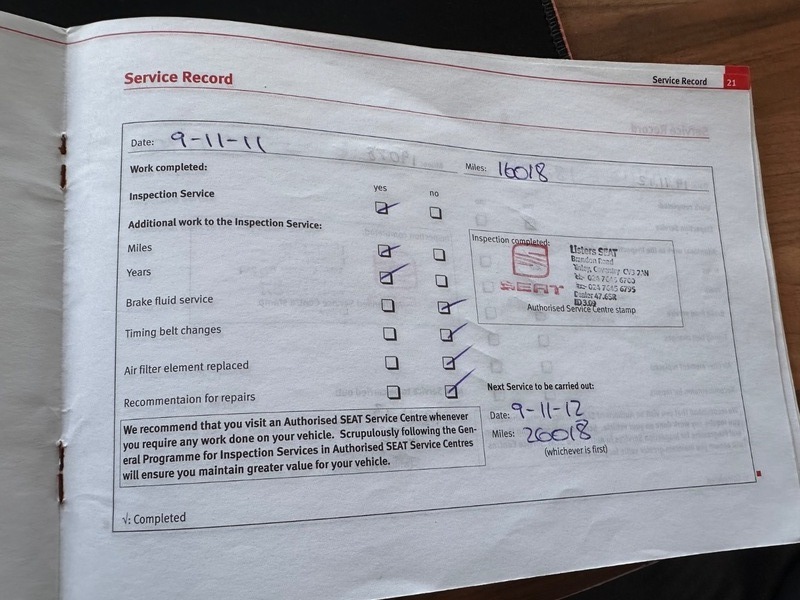 Service Record
Service Record 21
Date: 9-11-11
Work completed:
Miles: 16018
yes no
Inspection Service
Additional work to the Inspection Service:
Miles
Years
Brake fluid service
Timing belt changes
Air filter element replaced
Recommentaion for repairs
Inspection completed:
SEAT
Listers SEAT
Brandon Road
Coventry CV3 2
024 76
Authorised Service Centre stamp
Next Service to be carried out:
Date: 9-11-12
Miles: 26018
(whichever is first)
We recommend that you visit an Authorised SEAT Service Centre whenever
you require any work done on your vehicle. Scrupulously following the Gen-
eral Programme for Inspection Services in Authorised SEAT Service Centres
will ensure you maintain greater value for your vehicle.
√: Completed